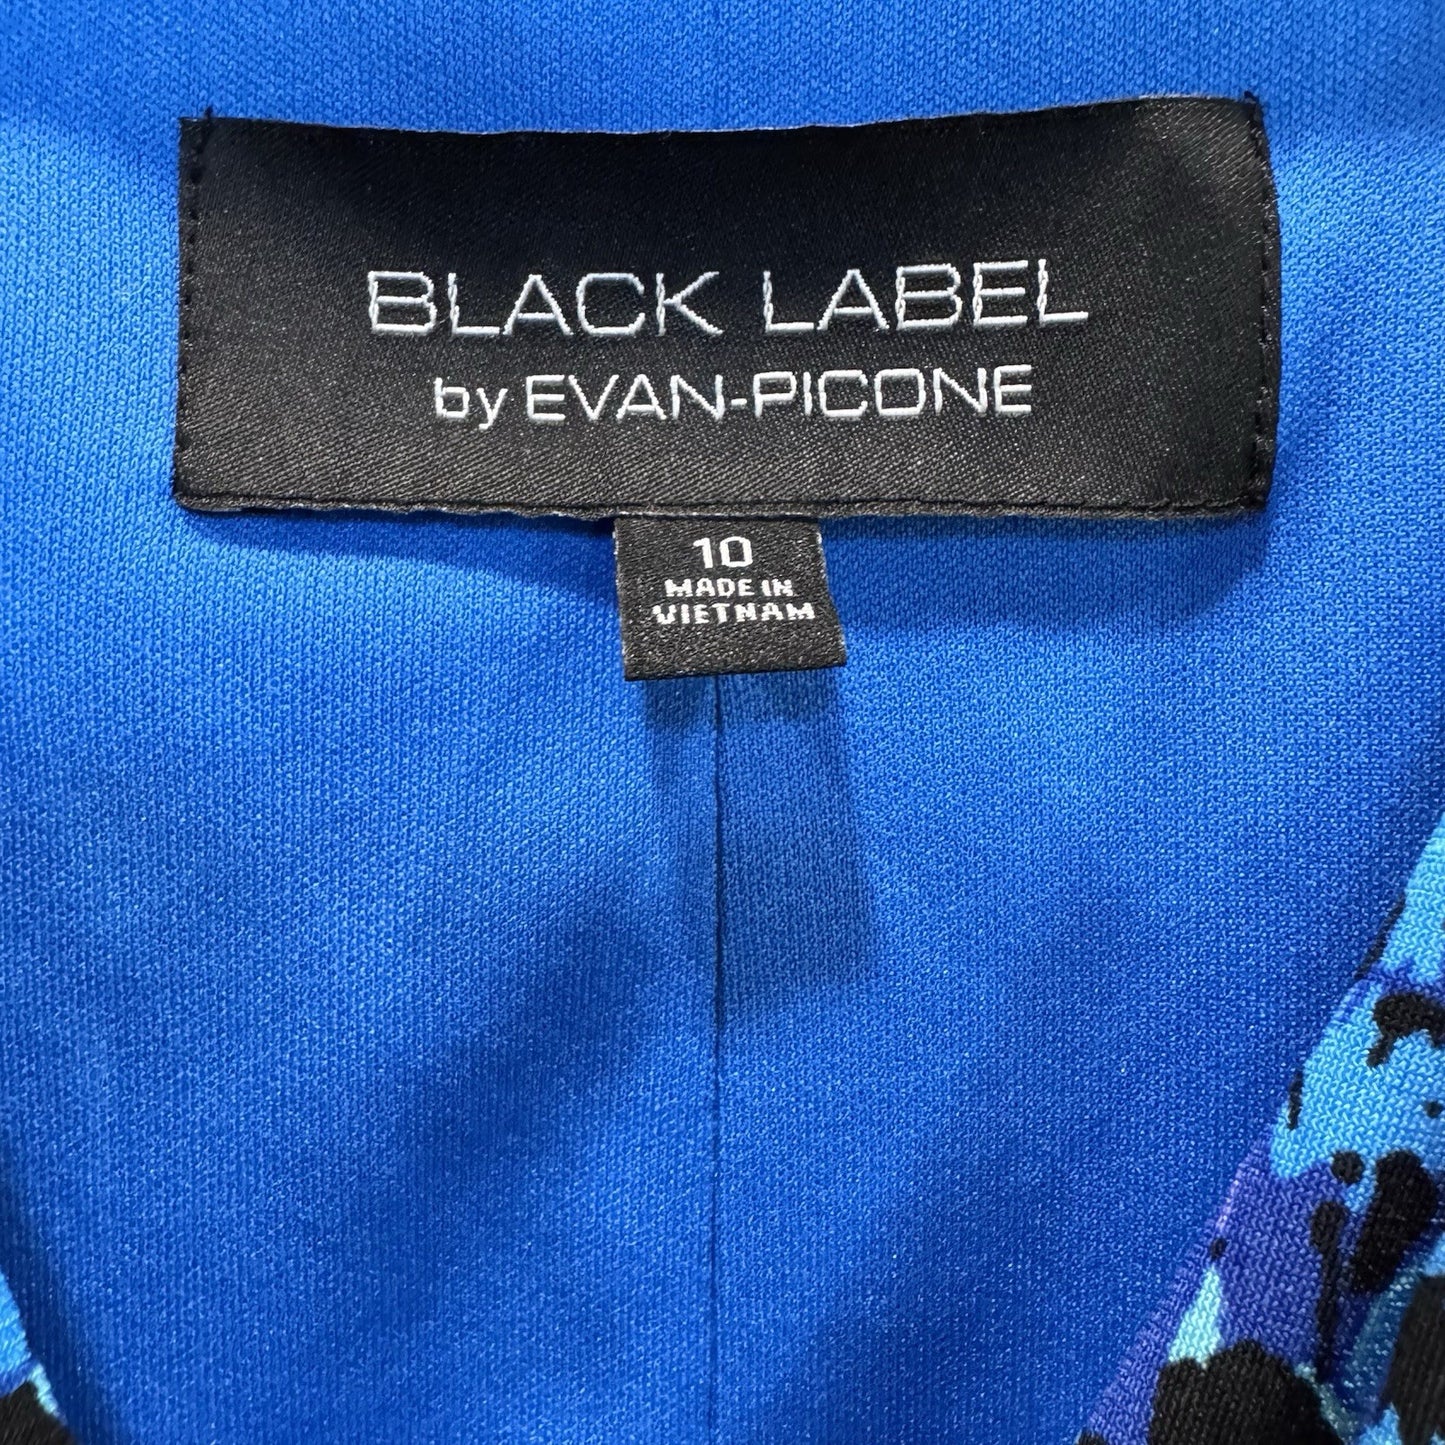 BLACK LABEL
by EVAN-PICONE
10
MADE IN
VIETNAM